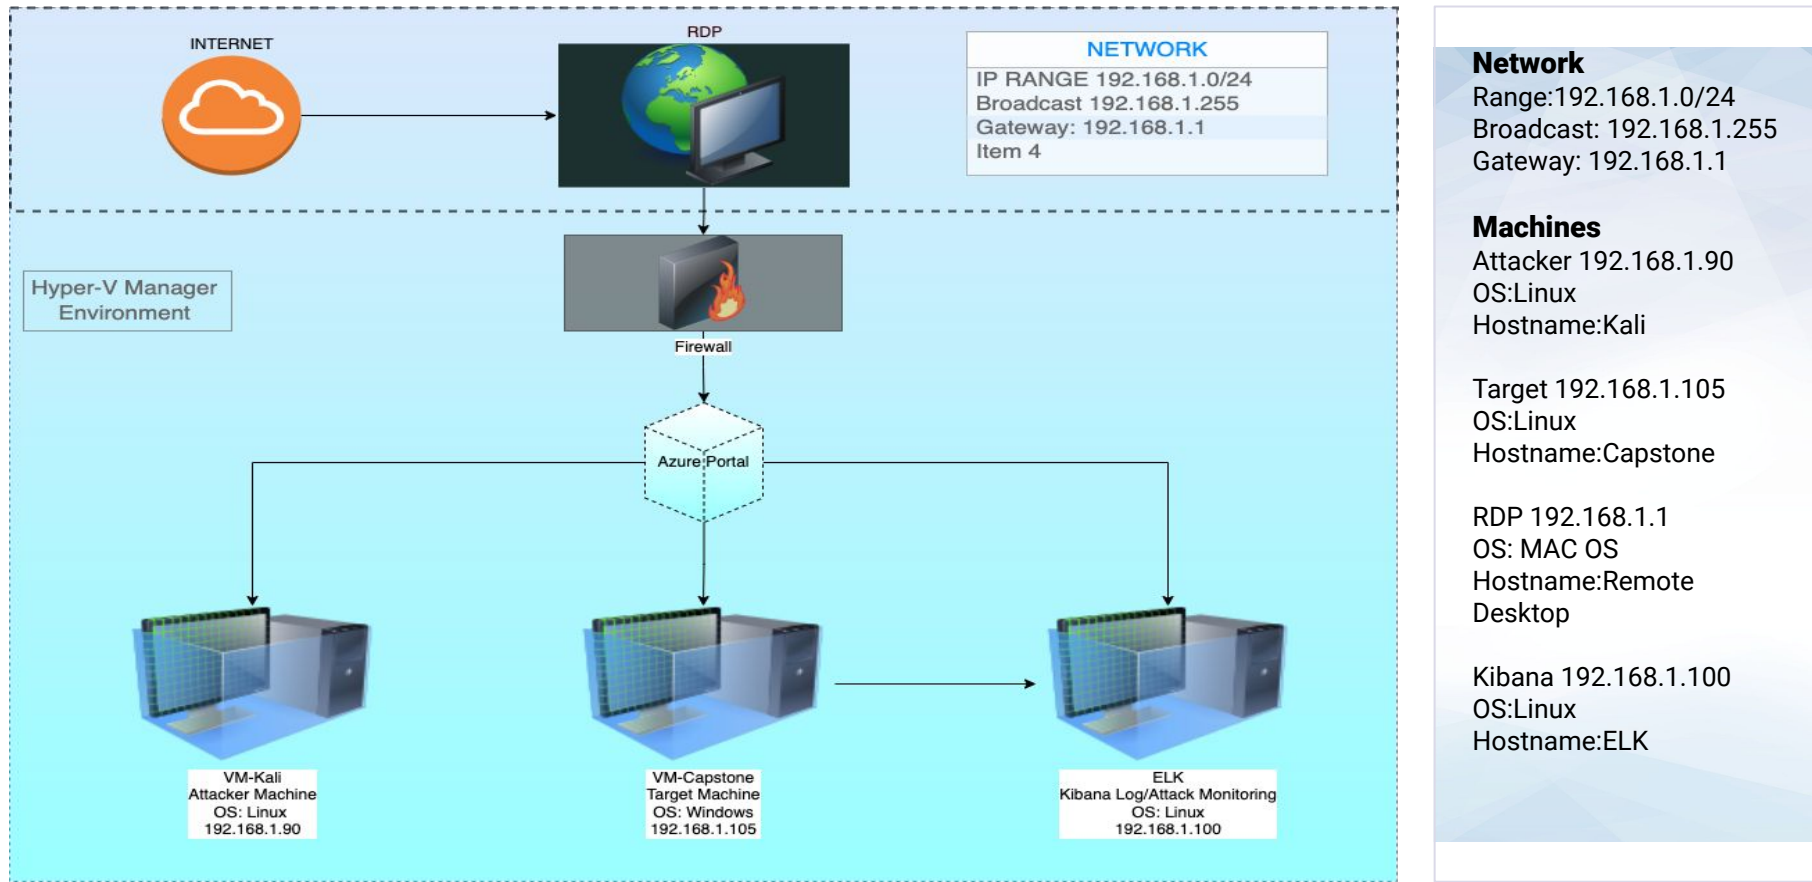 INTERNET
RDP
NETWORK
IP RANGE 192.168.1.0/24
Broadcast 192.168.1.255
Gateway: 192.168.1.1
Item 4
Hyper-V Manager
Environment
Firewall
Azure Portal
VM-Kali
Attacker Machine
OS: Linux
192.168.1.90
VM-Capstone
Target Machine
OS: Windows
192.168.1.105
ELK
Kibana Log/Attack Monitoring
OS: Linux
192.168.1.100
Network
Range:192.168.1.0/24
Broadcast: 192.168.1.255
Gateway: 192.168.1.1
Machines
Attacker 192.168.1.90
OS:Linux
Hostname:Kali
Target 192.168.1.105
OS:Linux
Hostname:Capstone
RDP 192.168.1.1
OS: MAC OS
Hostname:Remote
Desktop
Kibana 192.168.1.100
OS:Linux
Hostname:ELK